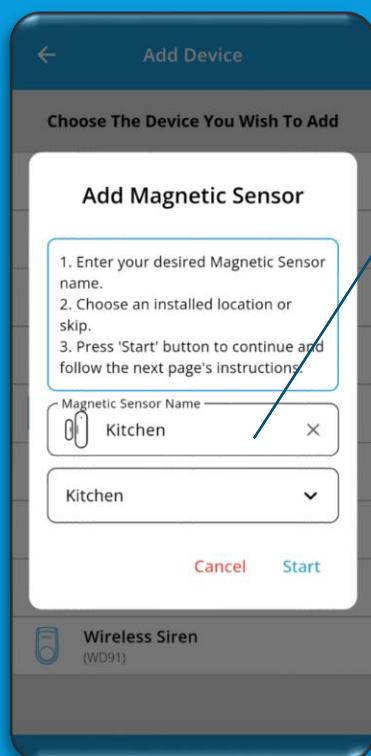 Add Device
Choose The Device You Wish To Add
Add Magnetic Sensor
1. Enter your desired Magnetic Sensor
name.
2. Choose an installed location or
skip.
3. Press 'Start' button to continue and
follow the next page's instructions.
Magnetic Sensor Name
Kitchen
Kitchen
Cancel Start
Wireless Siren
(WD91)